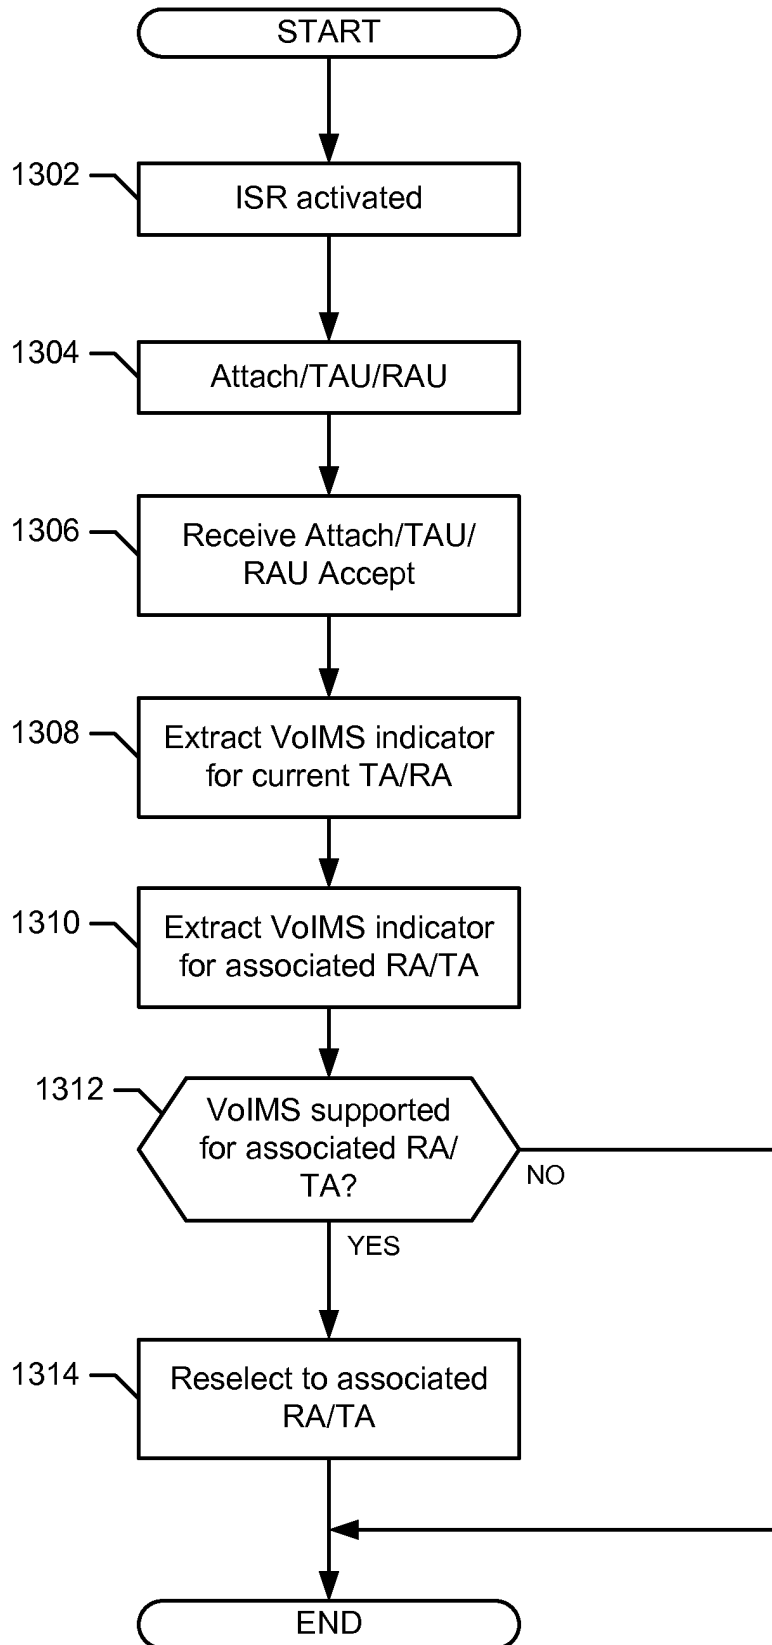 START
1302
ISR activated
1304
Attach/TAU/RAU
1306
Receive Attach/TAU/
RAU Accept
1308
Extract VoIMS indicator
for current TA/RA
1310
Extract VoIMS indicator
for associated RA/TA
1312
VoIMS supported
for associated RA/
TA?
NO
YES
1314
Reselect to associated
RA/TA
END